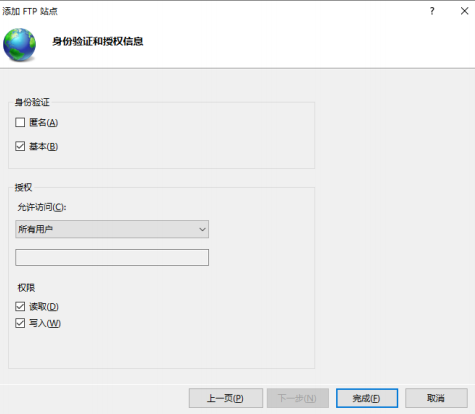 添加 FTP 站点
?
身份验证和授权信息
身份验证
匿名(A)
基本(B)
授权
允许访问(C):
所有用户
权限
读取(D)
写入(W)
上一页(P) 下一步(N) 完成(F) 取消